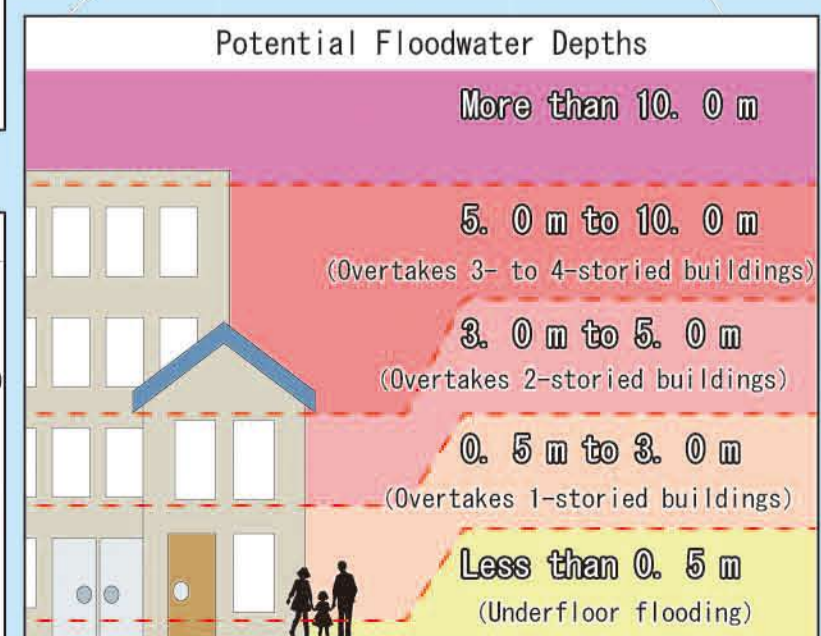 Potential Floodwater Depths
More than 10. 0 m
5. 0 m to 10. 0 m
(Overtakes 3- to 4-storied buildings)
3. 0 m to 5. 0 m
(Overtakes 2-storied buildings)
0. 5 m to 3. 0 m
(Overtakes 1-storied buildings)
Less than 0. 5 m
(Underfloor flooding)